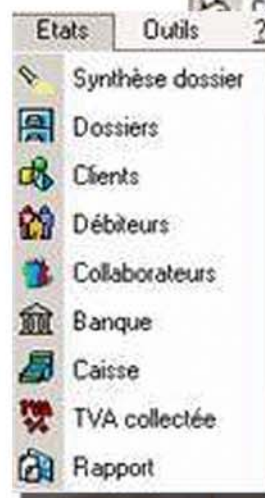 Etats Outils ?
Synthèse dossier
Dossiers
Clients
Débiteurs
Collaborateurs
Banque
Caisse
TVA collectée
Rapport